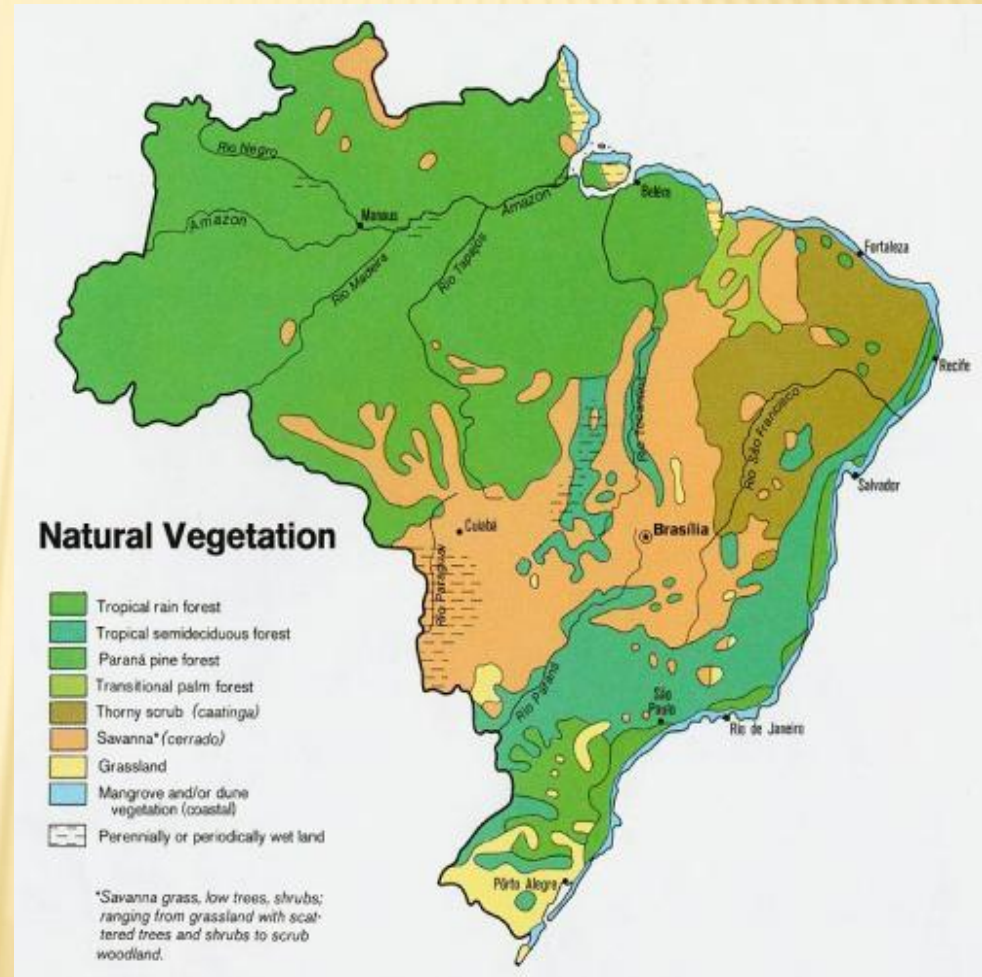 Rio Negro
Manaus
Amazon
Amazon
Rio Madeira
Rio Tapajos
Belém
Fortaleza
Recife
Rio Tocantins
Rio São Francisco
Salvador
Natural Vegetation
Cuiabá
Brasília
Rio Paraguai
Tropical rain forest
Tropical semideciduous forest
Paraná pine forest
Transitional palm forest
Thorny scrub (caatinga)
Savanna* (cerrado)
Grassland
Mangrove and/or dune
vegetation (coastal)
Perennially or periodically wet land
Rio Paraná
São
Paulo
Rio de Janeiro
Pôrto Alegre
*Savanna grass, low trees, shrubs;
ranging from grassland with scat-
tered trees and shrubs to scrub
woodland.